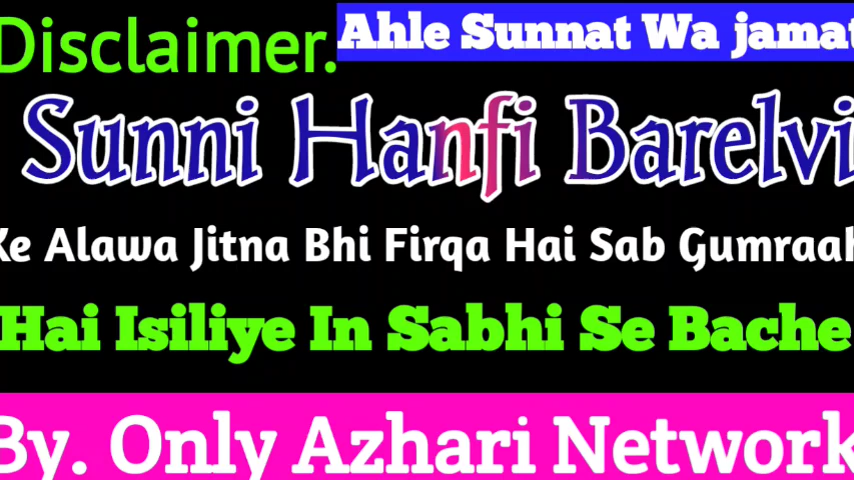 Disclaimer.
Ahle Sunnat Wa jamat
Sunni Hanfi Barelvi
Ke Alawa Jitna Bhi Firqa Hai Sab Gumraah
Hai Isiliye In Sabhi Se Bache
By. Only Azhari Network